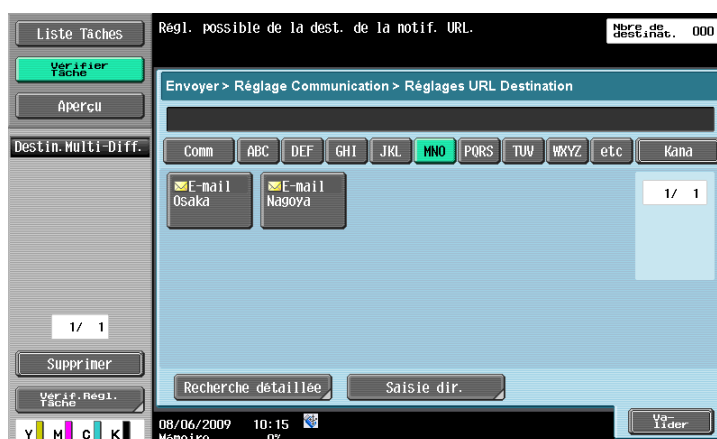 Liste Tâches
Vérifier
Tâche
Aperçu
Destin.Multi-Diff.
1/ 1
Supprimer
Vérif.Régl.
Tâche
Y M C K
Régl. possible de la dest. de la notif. URL.
Nbre de
destinat. 000
Envoyer > Réglage Communication > Réglages URL Destination
Comm ABC DEF GHI JKL MNO PQRS TUV WXYZ etc Kana
E-mail
Osaka
E-mail
Nagoya
1/ 1
Recherche détaillée
Saisie dir.
08/06/2009 10:15
Mémoire 0%
Va-
lider